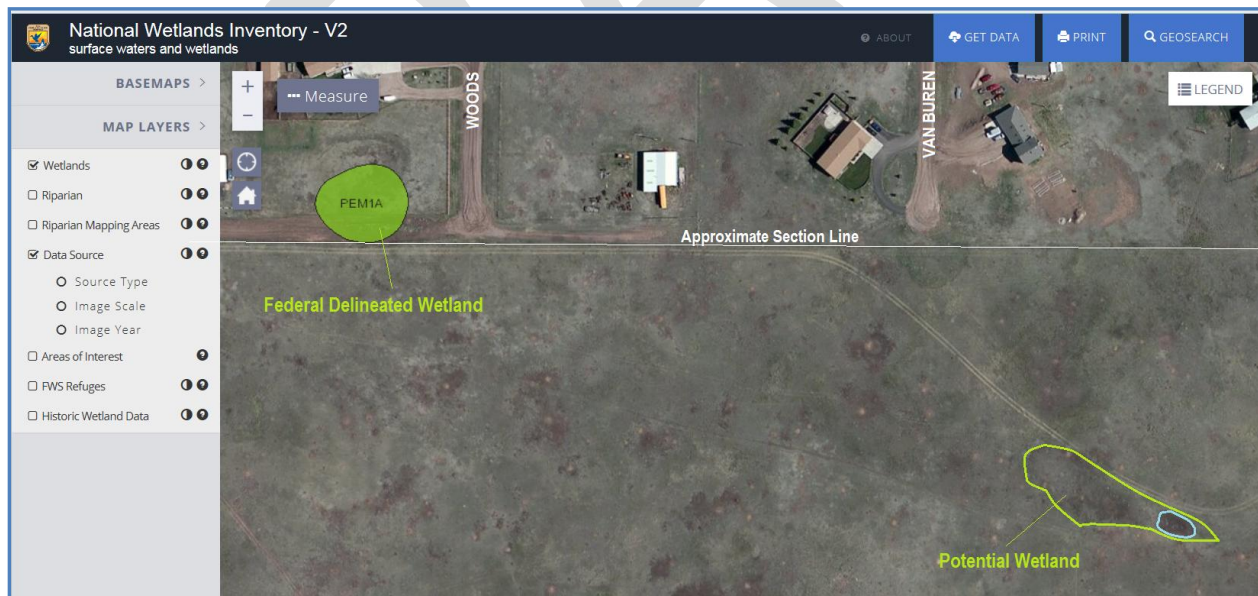 National Wetlands Inventory - V2
surface waters and wetlands
ABOUT
GET DATA
PRINT
GEOSEARCH
BASEMAPS >
MAP LAYERS >
Wetlands
Riparian
Riparian Mapping Areas
Data Source
Source Type
Image Scale
Image Year
Areas of Interest
FWS Refuges
Historic Wetland Data
+
−
Measure
WOODS
VAN BUREN
LEGEND
PEM1A
Approximate Section Line
Federal Delineated Wetland
Potential Wetland